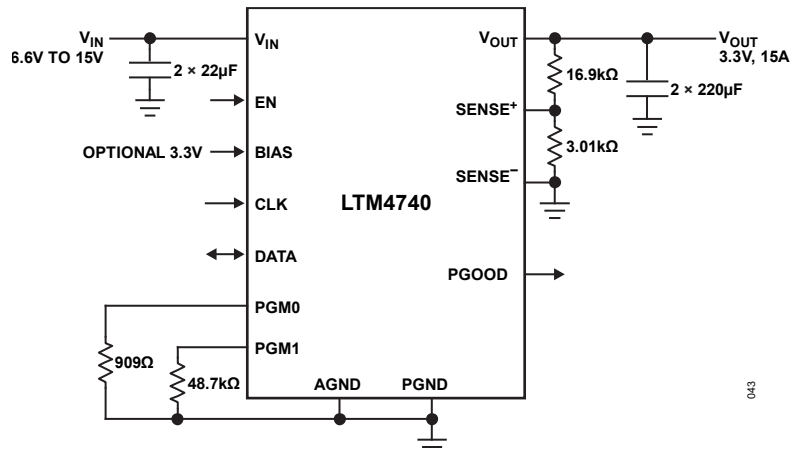 VIN
6.6V TO 15V
2 × 22µF
VIN
EN
OPTIONAL 3.3V
BIAS
CLK
DATA
PGM0
PGM1
909Ω
48.7kΩ
AGND
PGND
LTM4740
VOUT
SENSE+
SENSE−
PGOOD
16.9kΩ
3.01kΩ
2 × 220µF
VOUT
3.3V, 15A
043